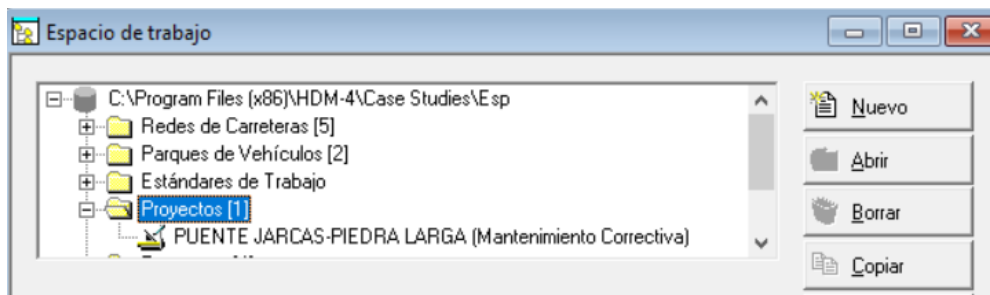 Espacio de trabajo
C:\Program Files (x86)\HDM-4\Case Studies\Esp
Redes de Carreteras [5]
Parques de Vehículos [2]
Estándares de Trabajo
Proyectos [1]
PUENTE JARCAS-PIEDRA LARGA (Mantenimiento Correctiva)
Nuevo
Abrir
Borrar
Copiar